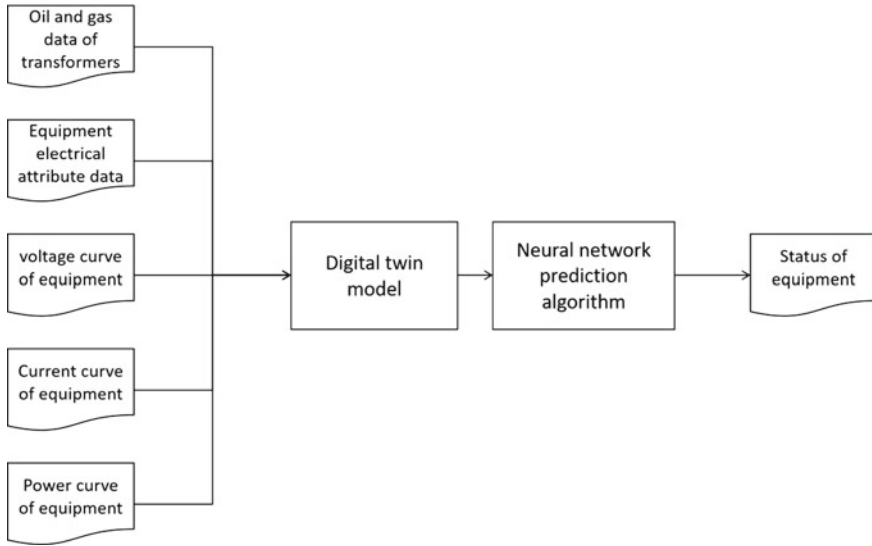 Oil and gas
data of
transformers
Equipment
electrical
attribute data
voltage curve
of equipment
Current curve
of equipment
Power curve
of equipment
Digital twin
model
Neural network
prediction
algorithm
Status of
equipment